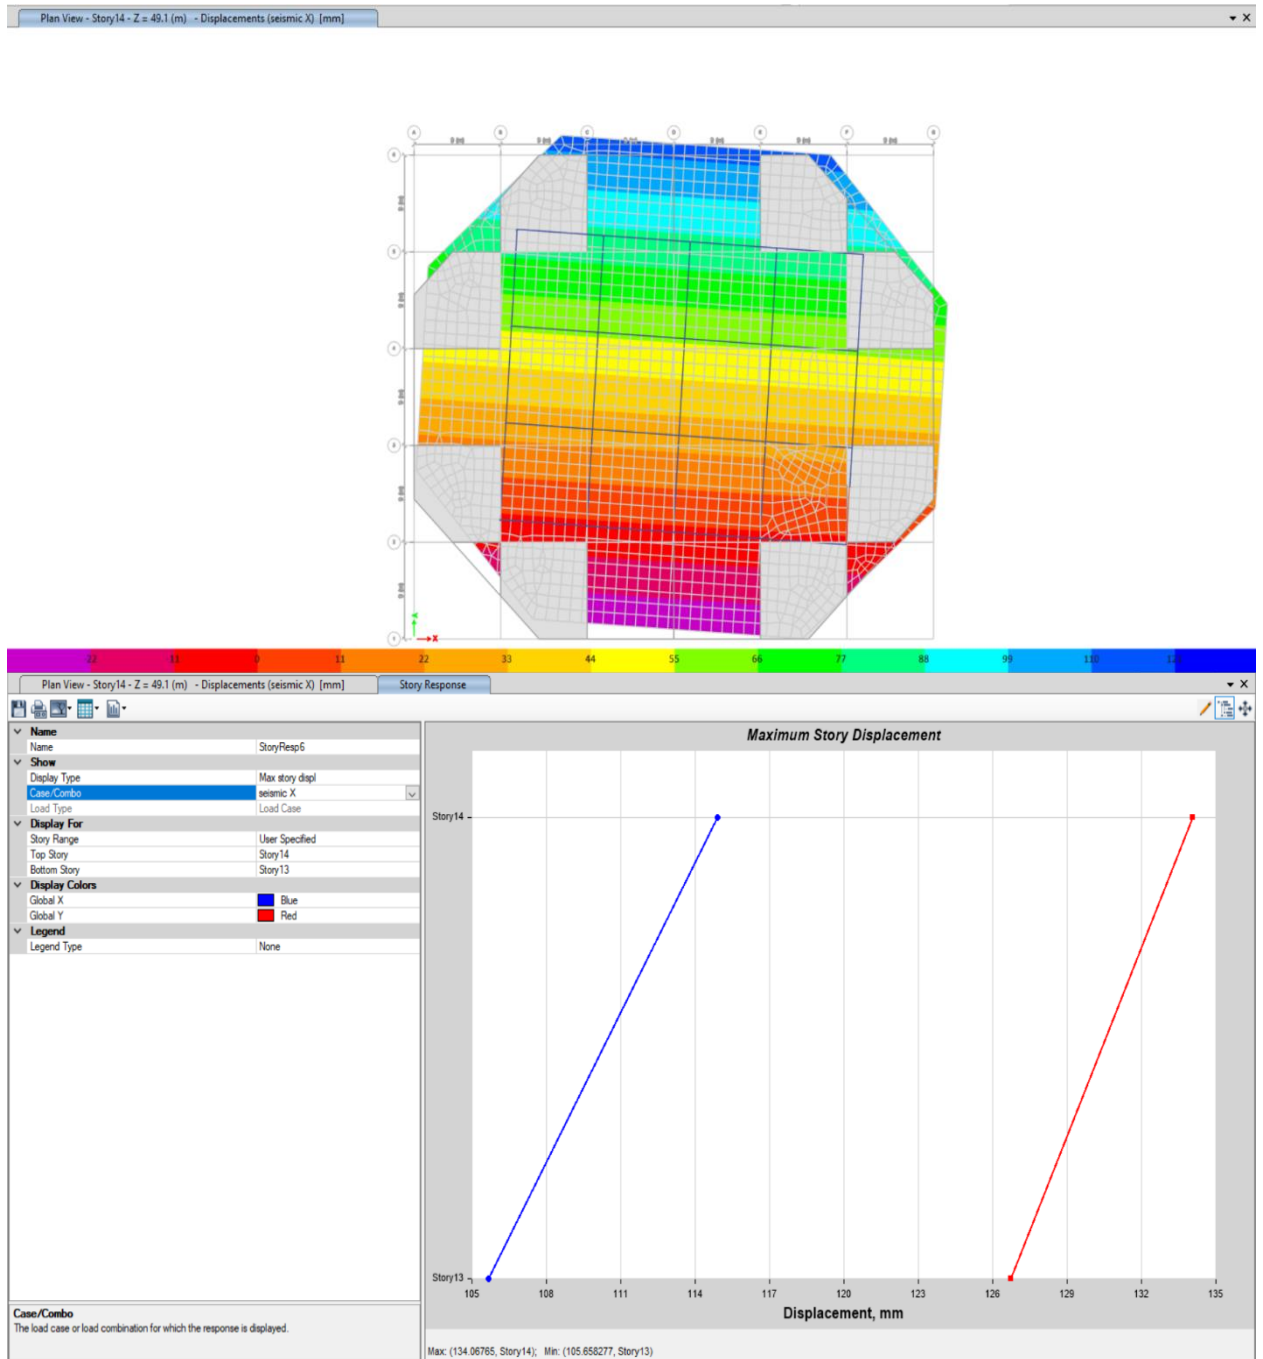 Plan View - Story14 - Z = 49.1 (m)  - Displacements (seismic X)  [mm]
A B C D E F G
X
22 11 0 11 22 33 44 55 66 77 88 99 110
Plan View - Story14 - Z = 49.1 (m)  - Displacements (seismic X)  [mm]
Story Response
Name
Name StoryResp6
Show
Display Type Max story displ
Case/Combo seismic X
Load Type Load Case
Display For
Story Range User Specified
Top Story Story14
Bottom Story Story13
Display Colors
Global X Blue
Global Y Red
Legend
Legend Type None
Case/Combo
The load case or load combination for which the response is displayed.
Maximum Story Displacement
Story14
Story13
105 108 111 114 117 120 123 126 129 132 135
Displacement, mm
Max: (134.06765, Story14);  Min: (105.658277, Story13)